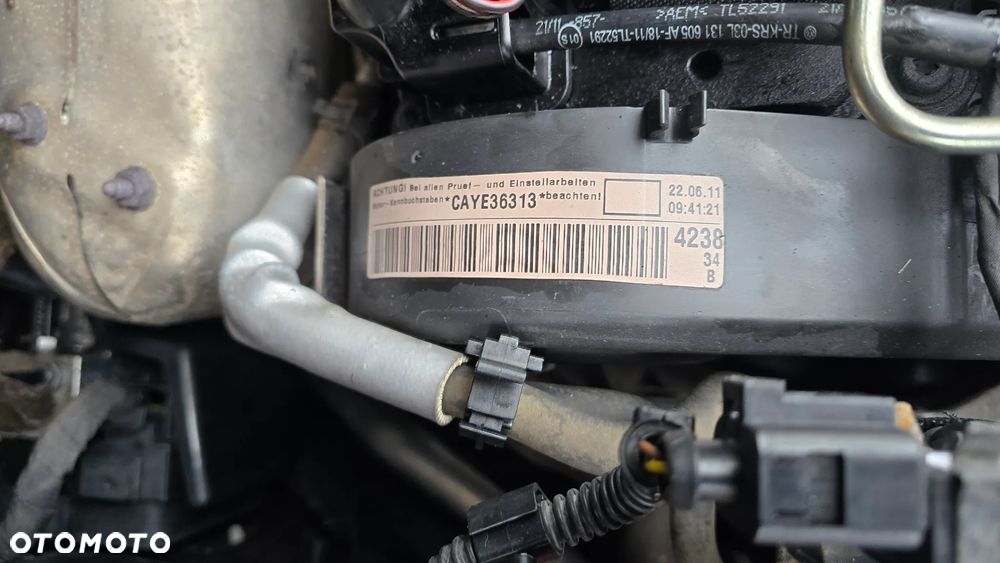 21/11 -857-
>AEM< TL52291
TR-KRS-03L 131 605 AF-18/11-TL52291
01S
ACHTUNG! Bei allen Pruef- und Einstellarbeiten
Motor-Kennbuchstaben *CAYE36313* beachten!
22.06.11
09:41:21
4238
34
B
OTOMOTO